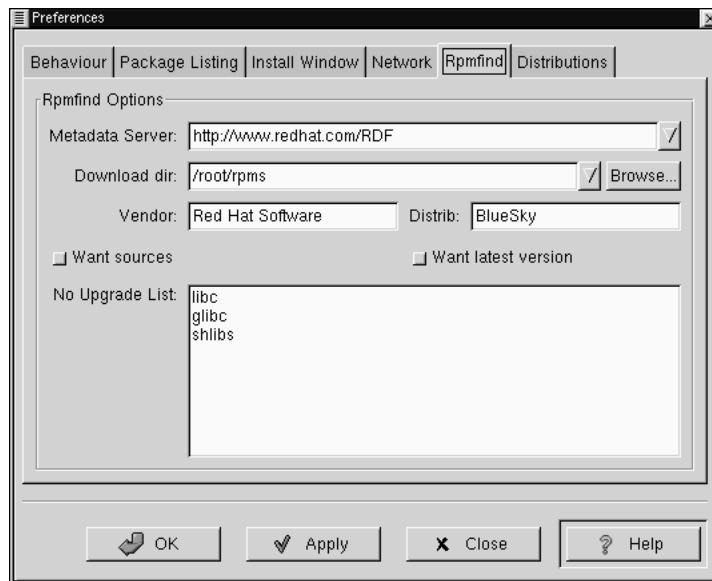 Preferences
Behaviour Package Listing Install Window Network Rpmfind Distributions
Rpmfind Options
Metadata Server: http://www.redhat.com/RDF
Download dir: /root/rpms Browse...
Vendor: Red Hat Software Distrib: BlueSky
Want sources Want latest version
No Upgrade List: libc
glibc
shlibs
OK Apply Close Help